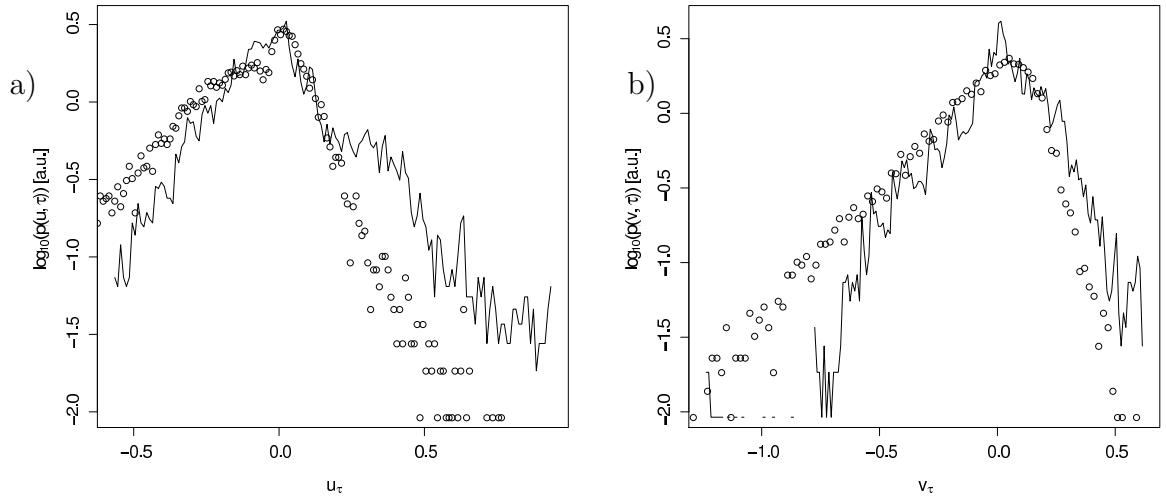 a)
log₁₀(p(u, τ)) [a.u.]
0.5
0.0
−0.5
−1.0
−1.5
−2.0
−0.5 0.0 0.5
u_τ
b)
log₁₀(p(v, τ)) [a.u.]
0.5
0.0
−0.5
−1.0
−1.5
−2.0
−1.0 −0.5 0.0 0.5
v_τ